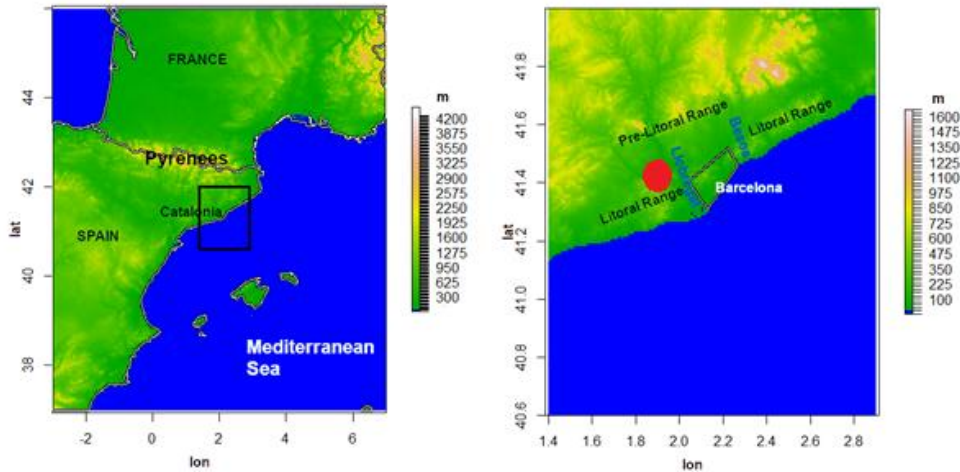 FRANCE
Pyrenees
Catalonia
SPAIN
Mediterranean
Sea
lat
44
42
40
38
-2
0
2
4
6
lon
m
4200
3875
3550
3225
2900
2575
2250
1925
1600
1275
950
625
300
Pre-Litoral Range
Litoral Range
Besòs
Llobregat
Litoral Range
Barcelona
lat
41.8
41.6
41.4
41.2
41.0
40.8
40.6
1.4
1.6
1.8
2.0
2.2
2.4
2.6
2.8
lon
m
1600
1475
1350
1225
1100
975
850
725
600
475
350
225
100